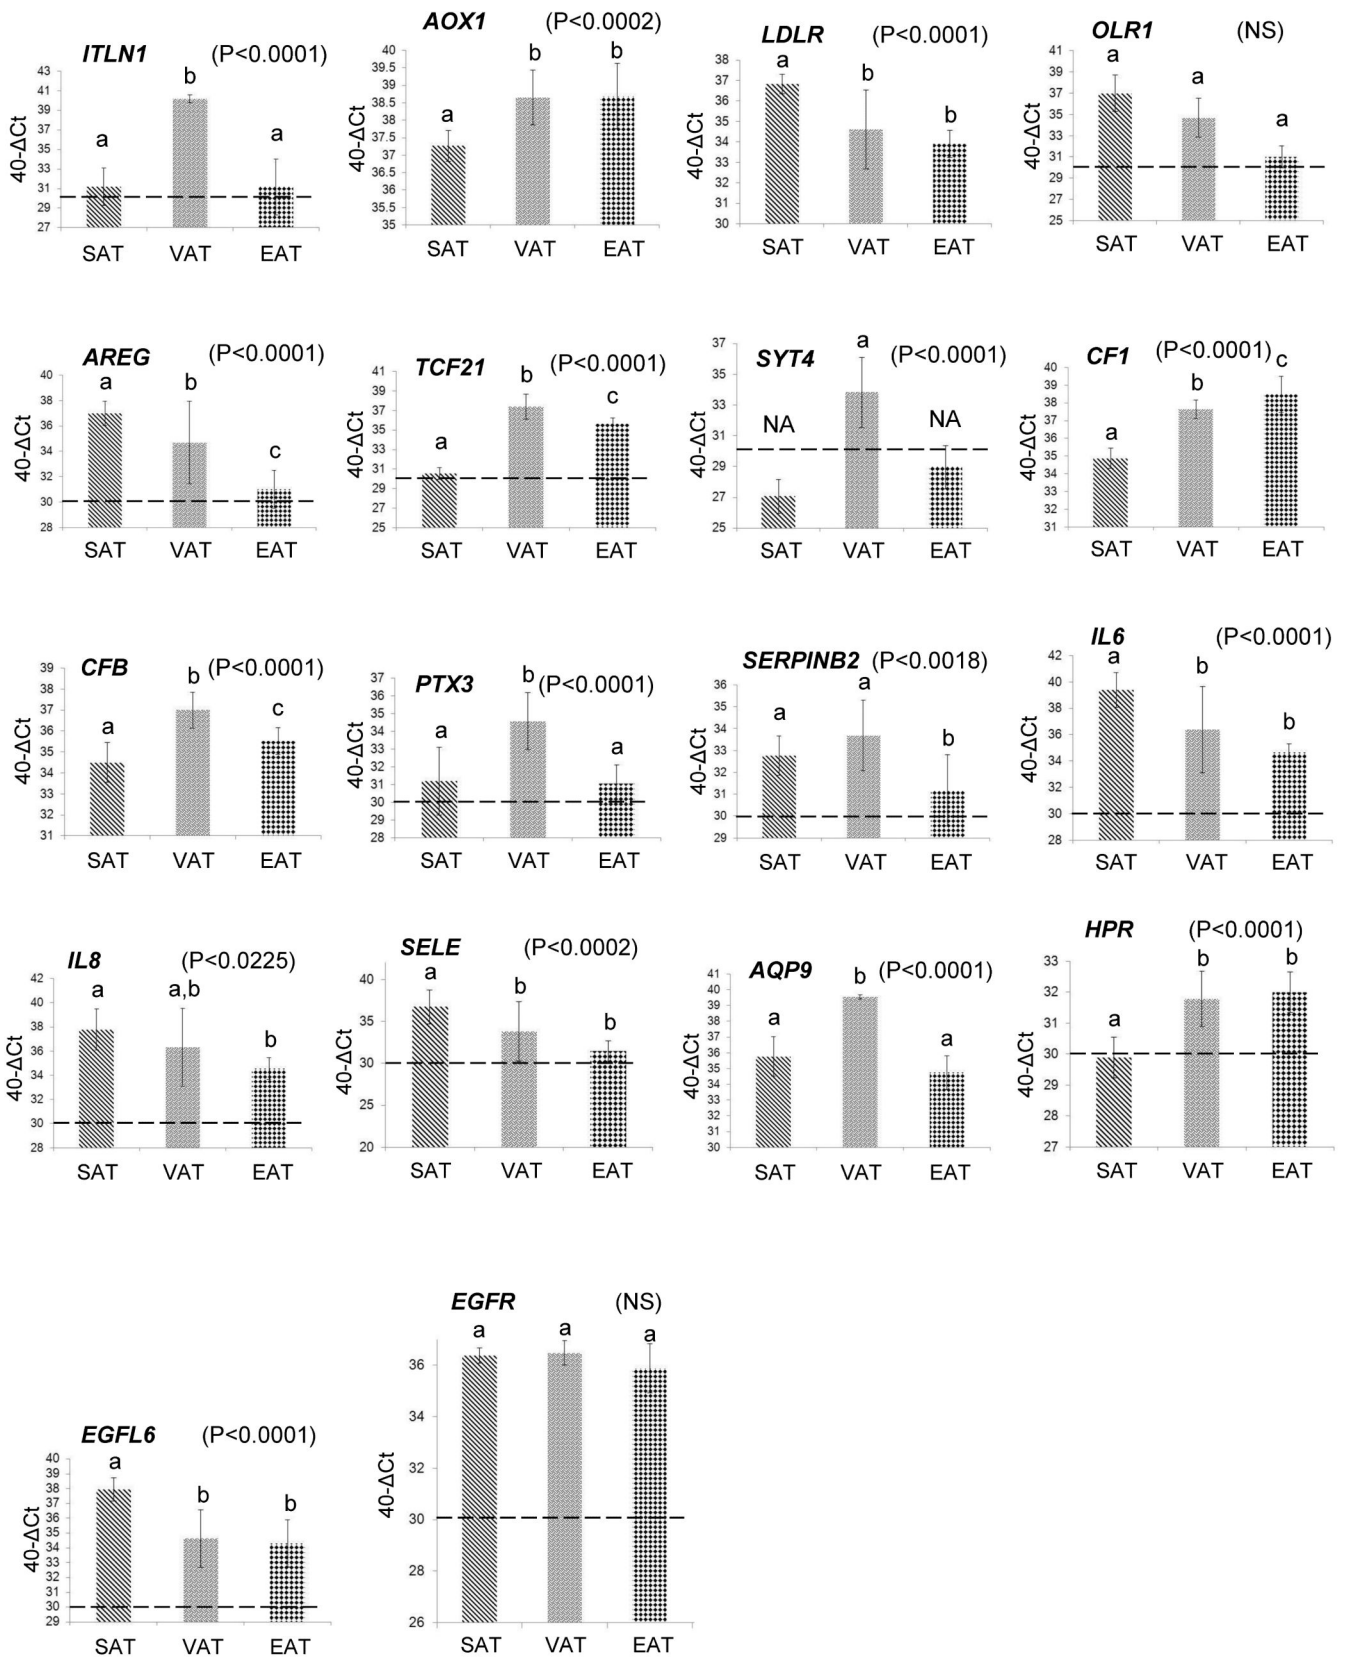 ITLN1 (P<0.0001)
40-ΔCt
43
41
39
37
35
33
31
29
27
a
b
a
SAT VAT EAT
AOX1 (P<0.0002)
40-ΔCt
40
39.5
39
38.5
38
37.5
37
36.5
36
35.5
35
a
b
b
SAT VAT EAT
LDLR (P<0.0001)
40-ΔCt
38
37
36
35
34
33
32
31
30
a
b
b
SAT VAT EAT
OLR1 (NS)
40-ΔCt
41
39
37
35
33
31
29
27
25
a
a
a
SAT VAT EAT
AREG (P<0.0001)
40-ΔCt
40
38
36
34
32
30
28
a
b
c
SAT VAT EAT
TCF21 (P<0.0001)
40-ΔCt
41
39
37
35
33
31
29
27
25
a
b
c
SAT VAT EAT
SYT4 (P<0.0001)
40-ΔCt
37
35
33
31
29
27
25
NA
a
NA
SAT VAT EAT
CF1 (P<0.0001)
40-ΔCt
40
39
38
37
36
35
34
33
32
31
a
b
c
SAT VAT EAT
CFB (P<0.0001)
40-ΔCt
39
38
37
36
35
34
33
32
31
a
b
c
SAT VAT EAT
PTX3 (P<0.0001)
40-ΔCt
37
36
35
34
33
32
31
30
29
28
a
b
a
SAT VAT EAT
SERPINB2 (P<0.0018)
40-ΔCt
36
35
34
33
32
31
30
29
a
a
b
SAT VAT EAT
IL6 (P<0.0001)
40-ΔCt
42
40
38
36
34
32
30
28
a
b
b
SAT VAT EAT
IL8 (P<0.0225)
40-ΔCt
42
40
38
36
34
32
30
28
a
a,b
b
SAT VAT EAT
SELE (P<0.0002)
40-ΔCt
40
35
30
25
20
a
b
b
SAT VAT EAT
AQP9 (P<0.0001)
40-ΔCt
41
40
39
38
37
36
35
34
33
32
31
30
a
b
a
SAT VAT EAT
HPR (P<0.0001)
40-ΔCt
33
32
31
30
29
28
27
a
b
b
SAT VAT EAT
EGFL6 (P<0.0001)
40-ΔCt
40
39
38
37
36
35
34
33
32
31
30
29
a
b
b
SAT VAT EAT
EGFR (NS)
40-ΔCt
36
34
32
30
28
26
a
a
a
SAT VAT EAT